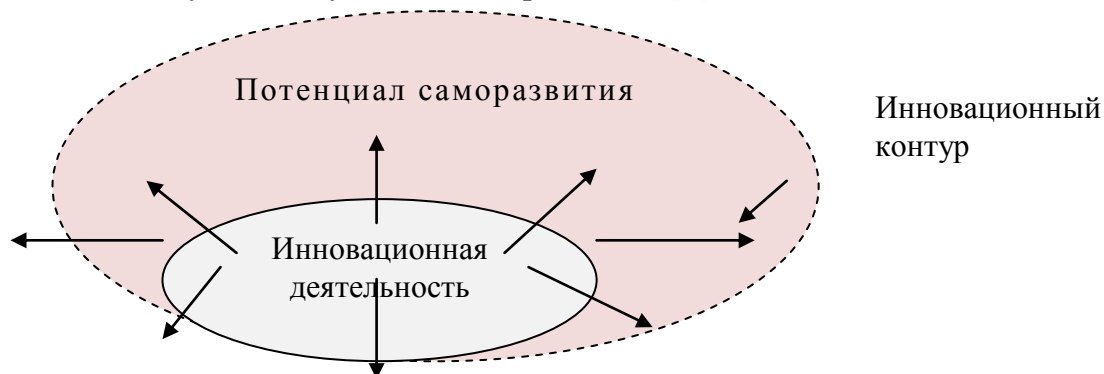 Потенциал саморазвития
Инновационный
контур
Инновационная
деятельность